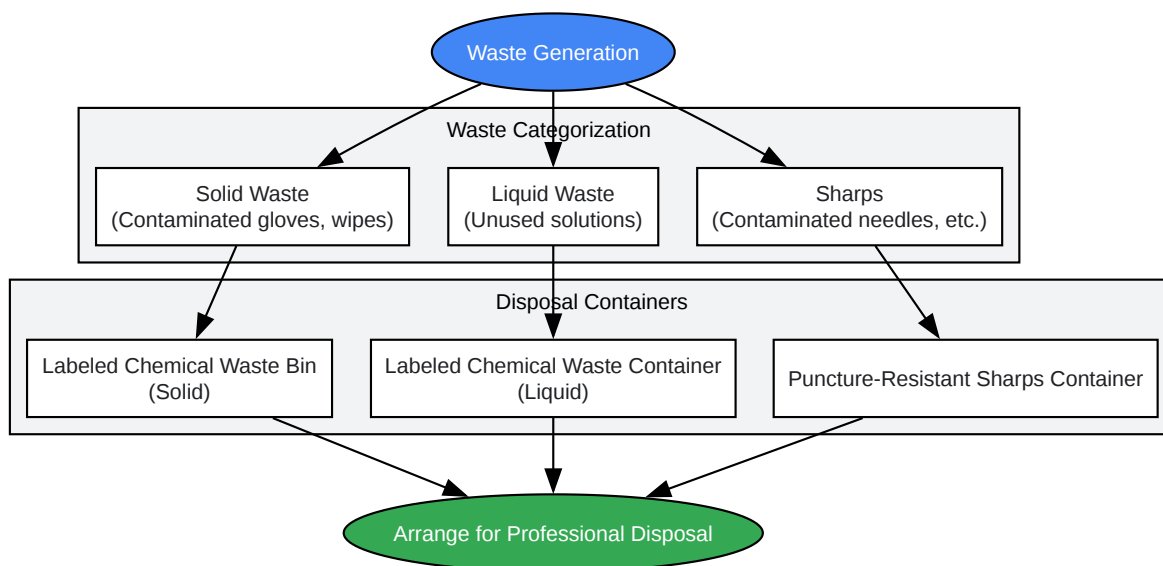 Waste Generation
Waste Categorization
Solid Waste
(Contaminated gloves, wipes)
Liquid Waste
(Unused solutions)
Sharps
(Contaminated needles, etc.)
Disposal Containers
Labeled Chemical Waste Bin
(Solid)
Labeled Chemical Waste Container
(Liquid)
Puncture-Resistant Sharps Container
Arrange for Professional Disposal